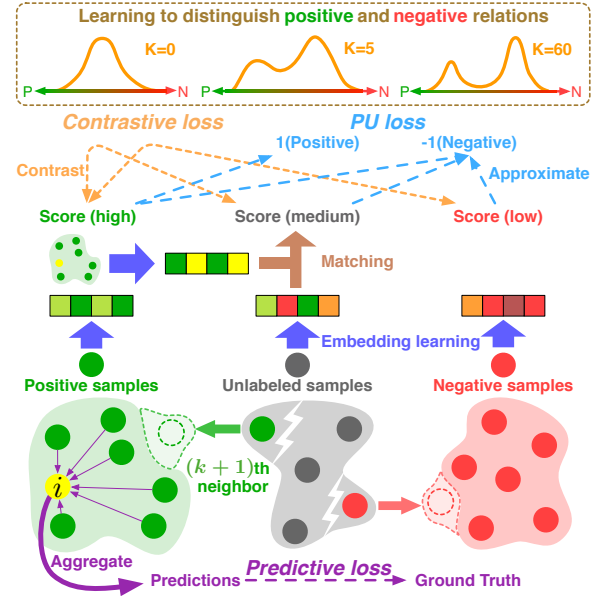 Learning to distinguish positive and negative relations
K=0
K=5
K=60
P
N
P
N
P
N
Contrastive loss
PU loss
1(Positive)
-1(Negative)
Contrast
Approximate
Score (high)
Score (medium)
Score (low)
Matching
Embedding learning
Positive samples
Unlabeled samples
Negative samples
(k + 1)th
neighbor
i
Aggregate
Predictive loss
Predictions
Ground Truth